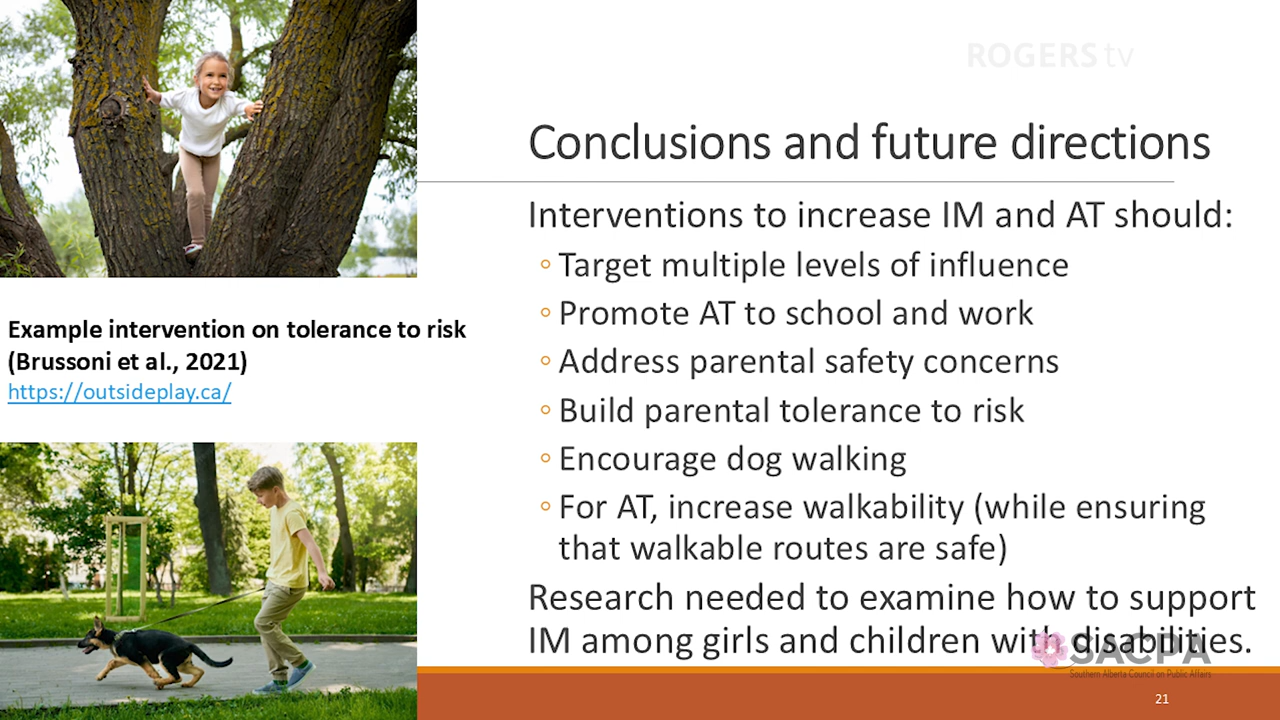 ROGERS tv
Conclusions and future directions
Interventions to increase IM and AT should:
◦ Target multiple levels of influence
◦ Promote AT to school and work
◦ Address parental safety concerns
◦ Build parental tolerance to risk
◦ Encourage dog walking
◦ For AT, increase walkability (while ensuring
that walkable routes are safe)
Research needed to examine how to support
IM among girls and children with disabilities.
Example intervention on tolerance to risk
(Brussoni et al., 2021)
https://outsideplay.ca/
SACPA
Southern Alberta Council on Public Affairs
21